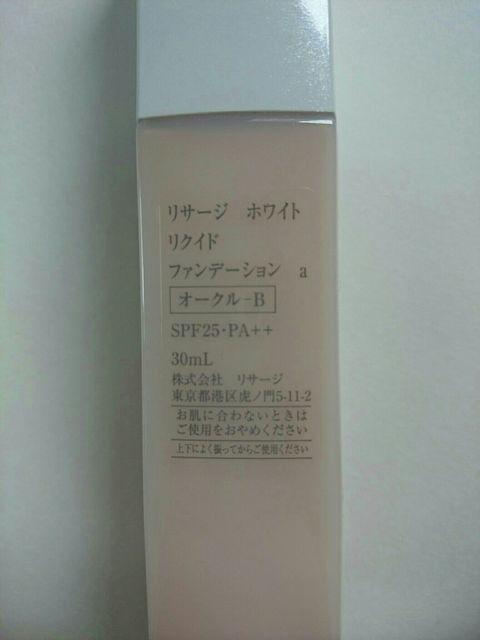 リサージ ホワイト
リクイド
ファンデーション a
オークル-B
SPF25・PA++
30mL
株式会社 リサージ
東京都港区虎ノ門5-11-2
お肌に合わないときは
ご使用をおやめください
上下によく振ってからご使用ください